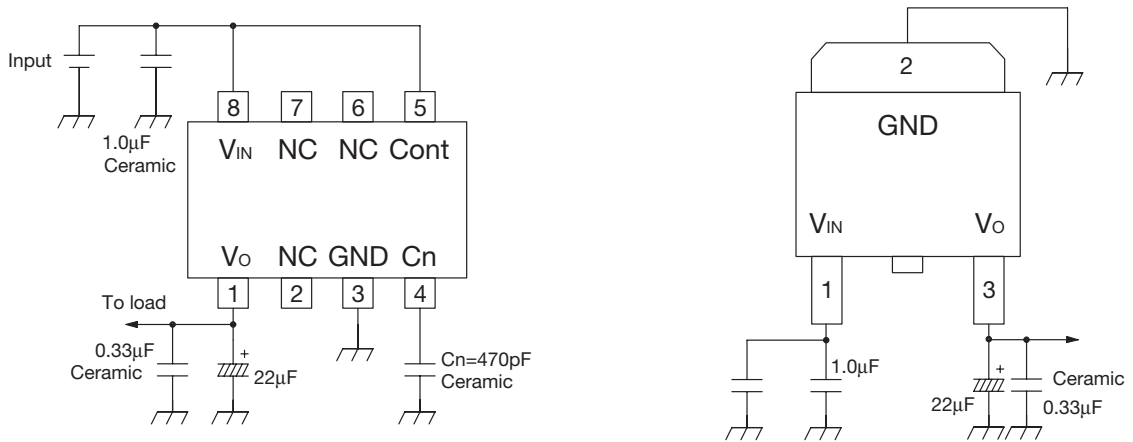 Input
1.0μF
Ceramic
8 7 6 5
VIN NC NC Cont
VO NC GND Cn
1 2 3 4
To load
0.33μF
Ceramic
+
22μF
Cn=470pF
Ceramic
2
GND
VIN VO
1 3
1.0μF
+
22μF
Ceramic
0.33μF